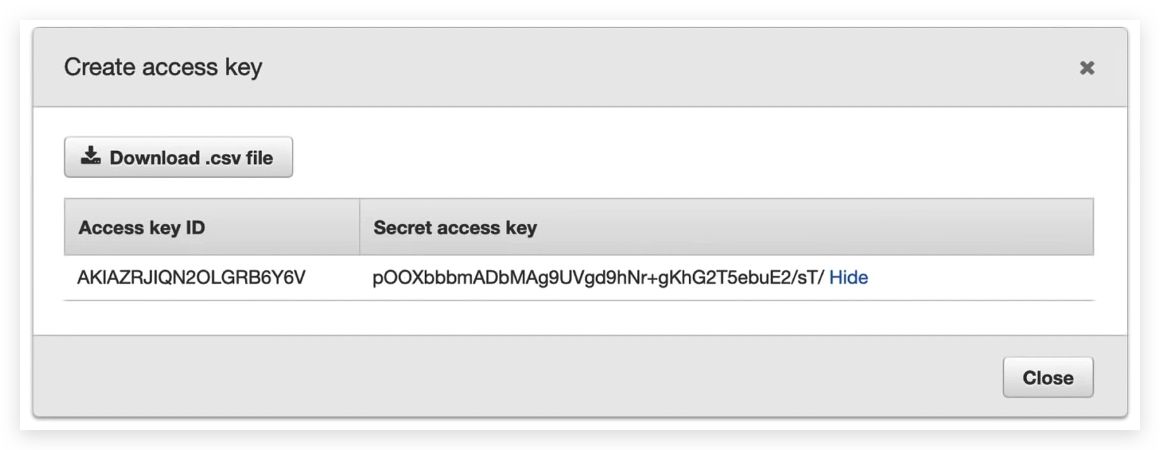 Create access key
Download .csv file
Access key ID Secret access key
AKIAZRJIQN2OLGRB6Y6V pOOXbbbmADbMAg9UVgd9hNr+gKhG2T5ebuE2/sT/ Hide
Close